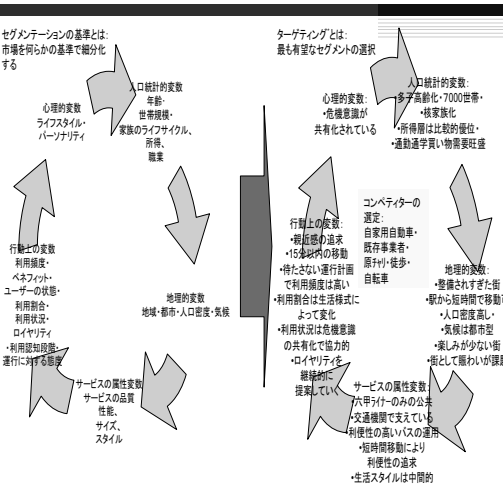 セグメンテーションの基準とは:
市場を何らかの基準で細分化
する
心理的変数
ライフスタイル・
パーソナリティ
人口統計的変数
年齢・
世帯規模・
家族のライフサイクル、
所得、
職業
行動上の変数
利用頻度・
ベネフィット・
ユーザーの状態・
利用割合・
利用状況・
ロイヤリティ
・利用認知段階・
運行に対する態度
地理的変数
地域・都市・人口密度・気候
サービスの属性変数
サービスの品質
性能、
サイズ、
スタイル
ターゲティングとは:
最も有望なセグメントの選択
心理的変数:
・危機意識が
共有化されている
人口統計的変数:
・多子高齢化・7000世帯・
・核家族化
・所得層は比較的優位・
・通勤通学買い物需要旺盛
コンペティターの
選定:
自家用自動車・
既存事業者・
原チャリ・徒歩・
自転車
行動上の変数:
・親近感の追求
・15分以内の移動
・待たさない運行計画
で利用頻度は高い
・利用割合は生活様式に
よって変化
・利用状況は危機意識
の共有化で協力的
・ロイヤリティを
継続的に
提案していく
地理的変数:
・整備されすぎた街
・駅から短時間で移動可
・人口密度高し・
・気候は都市型
・楽しみが少ない街
・街として賑わいが課題
サービスの属性変数:
・六甲ライナーのみの公共
・交通機関で支えている
利便性の高いバスの運用
・短時間移動により
利便性の追求
・生活スタイルは中間的